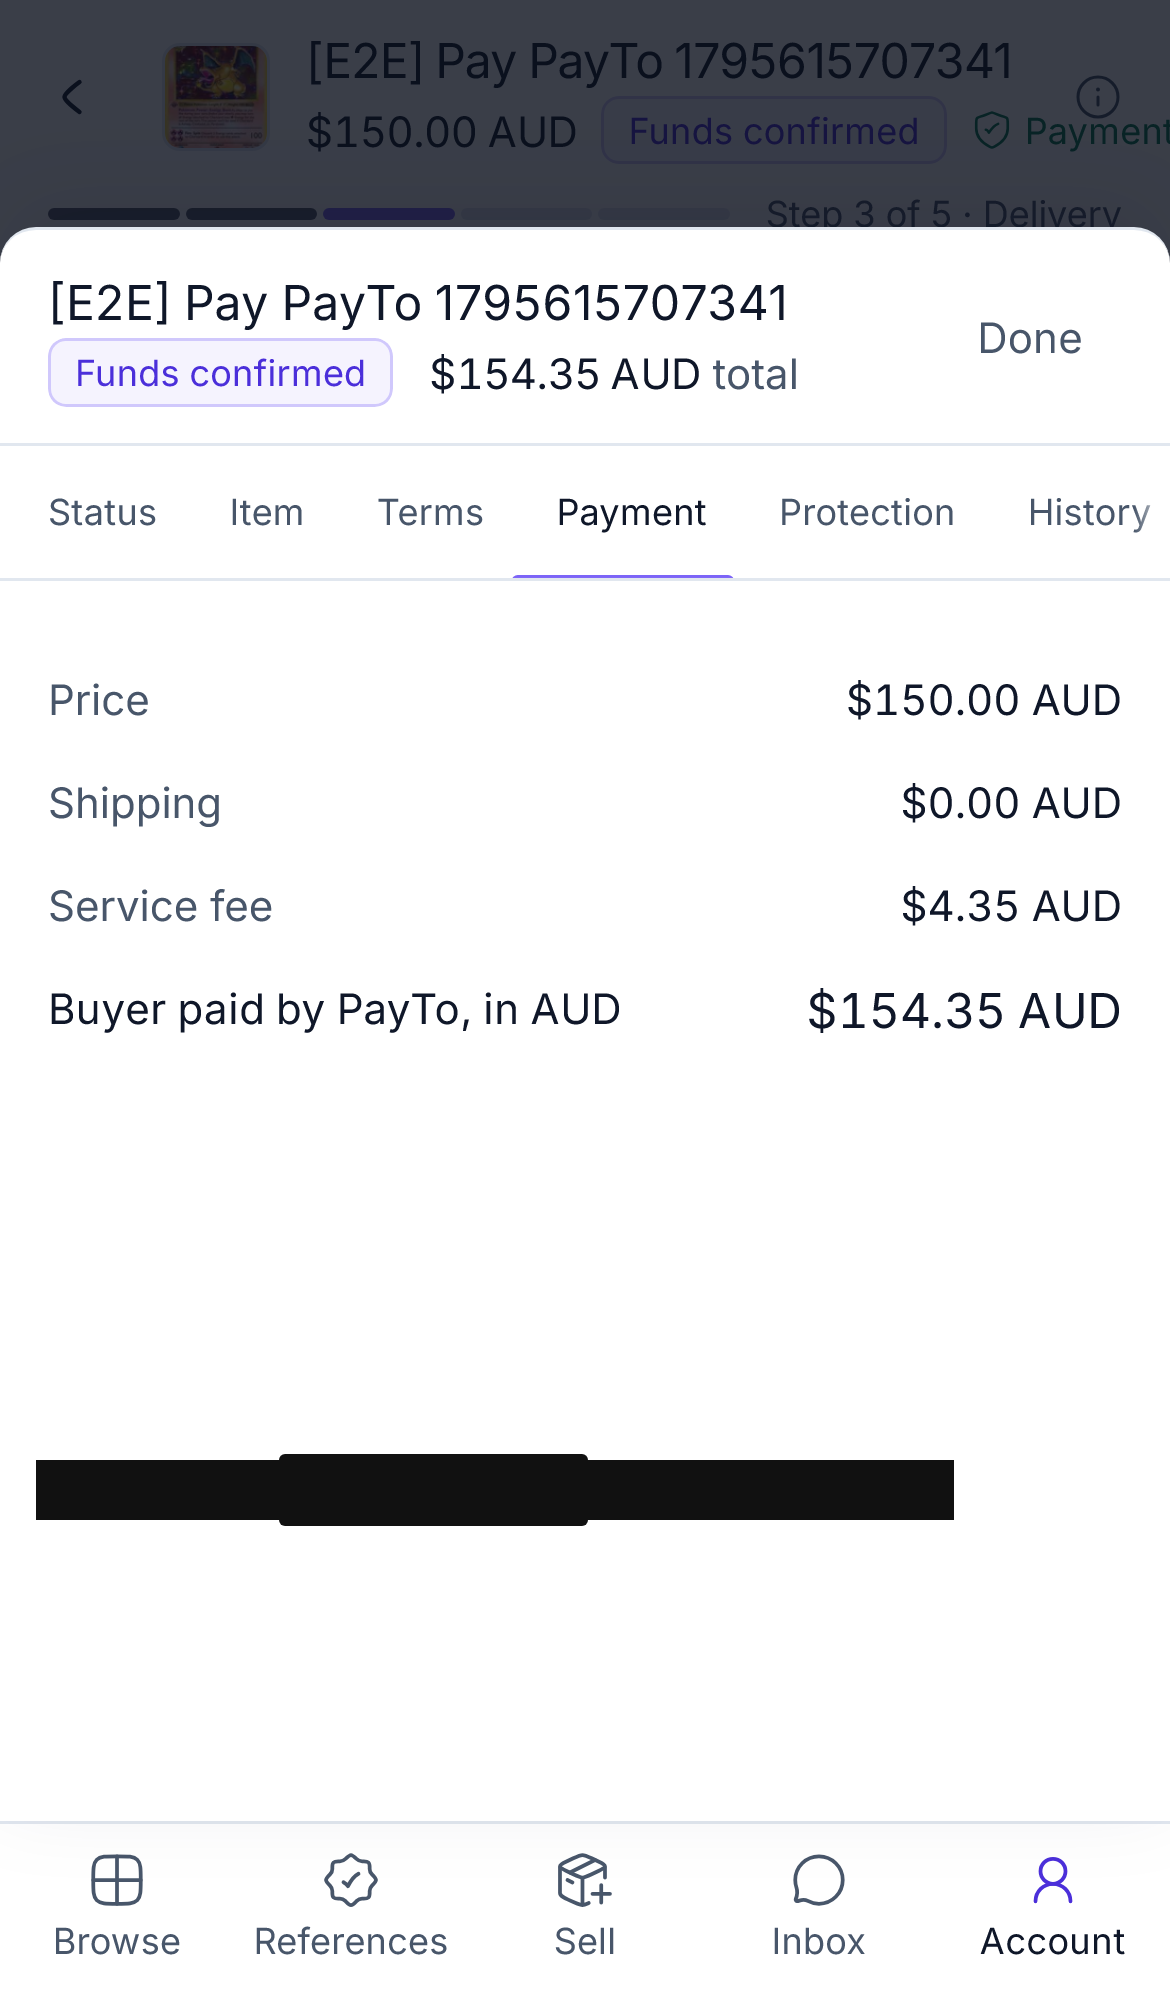 [E2E] Pay PayTo 1795615707341
$150.00 AUD Funds confirmed Payment
Step 3 of 5 · Delivery
[E2E] Pay PayTo 1795615707341
Funds confirmed $154.35 AUD total
Done
Status Item Terms Payment Protection History
Price $150.00 AUD
Shipping $0.00 AUD
Service fee $4.35 AUD
Buyer paid by PayTo, in AUD $154.35 AUD
Browse References Sell Inbox Account